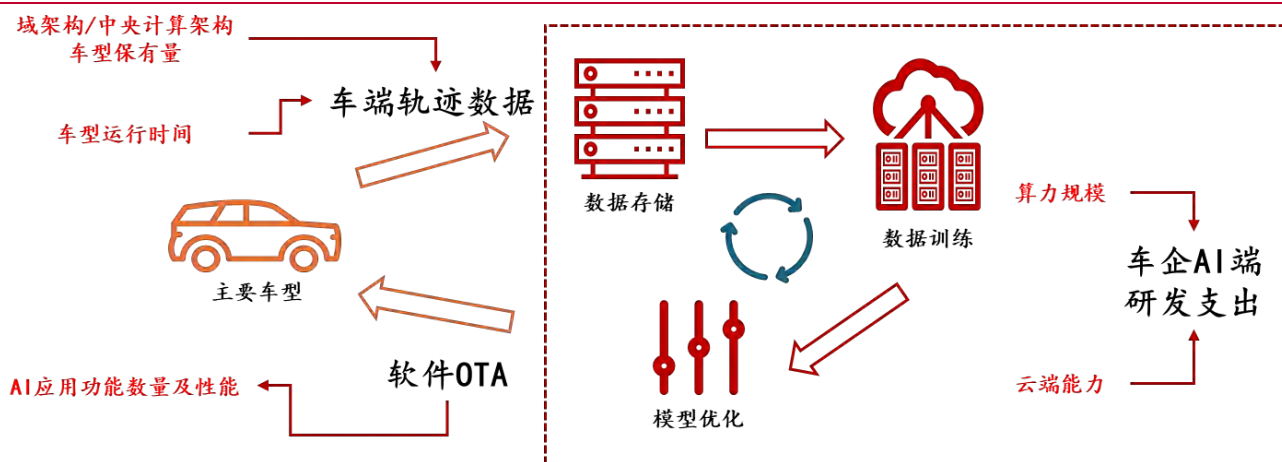 域架构/中央计算架构
车型保有量
车端轨迹数据
车型运行时间
主要车型
软件OTA
AI应用功能数量及性能
数据存储
数据训练
模型优化
算力规模
车企AI端
研发支出
云端能力